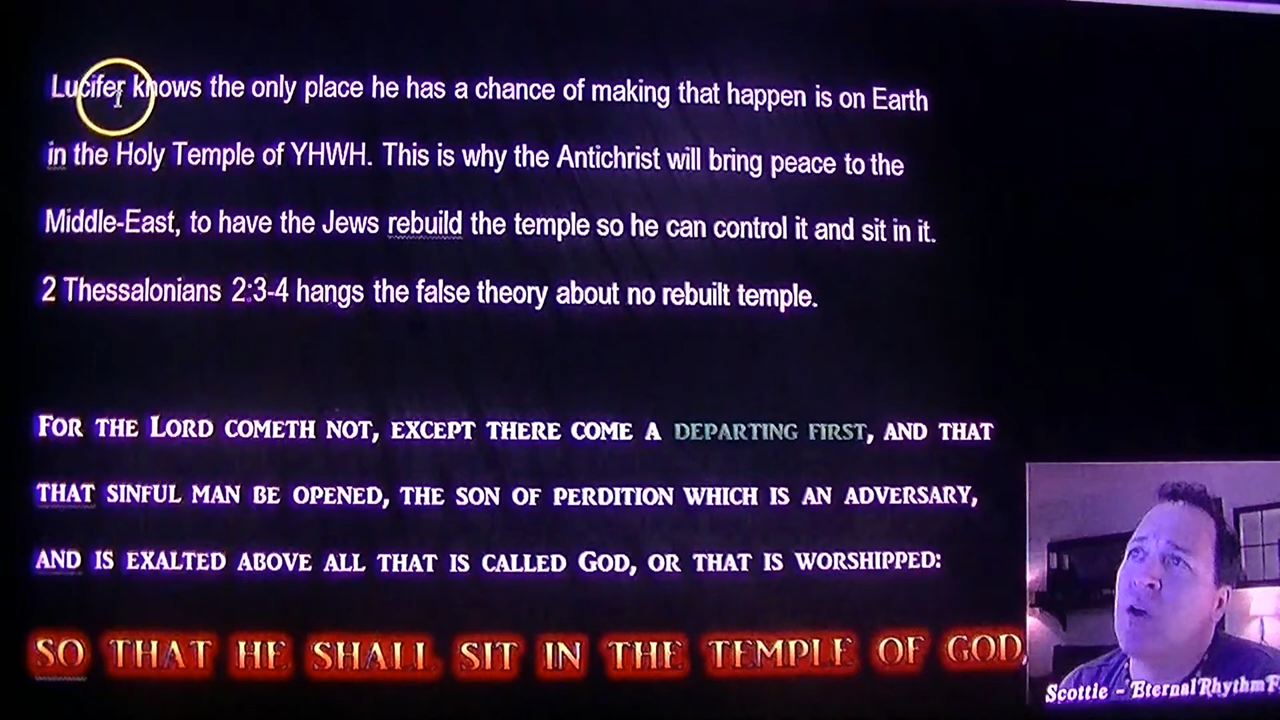 Lucifer knows the only place he has a chance of making that happen is on Earth
in the Holy Temple of YHWH. This is why the Antichrist will bring peace to the
Middle-East, to have the Jews rebuild the temple so he can control it and sit in it.
2 Thessalonians 2:3-4 hangs the false theory about no rebuilt temple.
FOR THE LORD COMETH NOT, EXCEPT THERE COME A DEPARTING FIRST, AND THAT
THAT SINFUL MAN BE OPENED, THE SON OF PERDITION WHICH IS AN ADVERSARY,
AND IS EXALTED ABOVE ALL THAT IS CALLED GOD, OR THAT IS WORSHIPPED:
SO THAT HE SHALL SIT IN THE TEMPLE OF GOD,
Scottie - EternalRhythmF